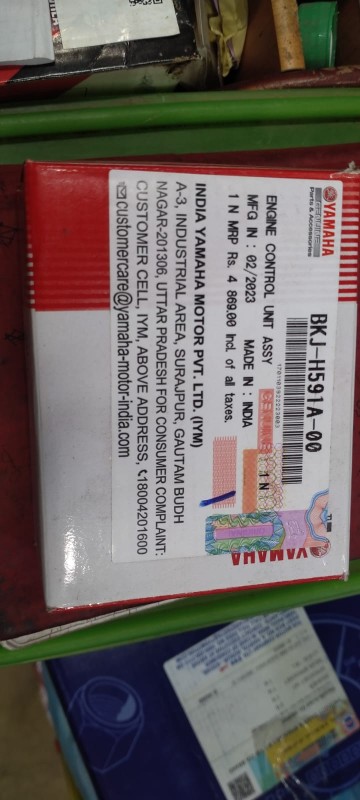 YAMAHA
GENUINE
Parts & Accessories
BKJ-H591A-00
ENGINE CONTROL UNIT ASSY
MFG IN : 02/2023 MADE IN : INDIA
1 N MRP Rs. 4 869.00 Incl. of all taxes.
1 N
INDIA YAMAHA MOTOR PVT. LTD. (IYM)
A-3, INDUSTRIAL AREA, SURAJPUR, GAUTAM BUDH
NAGAR-201306, UTTAR PRADESH FOR CONSUMER COMPLAINT:
CUSTOMER CELL, IYM, ABOVE ADDRESS, 18004201600
customercare@yamaha-motor-india.com
YAMAHA